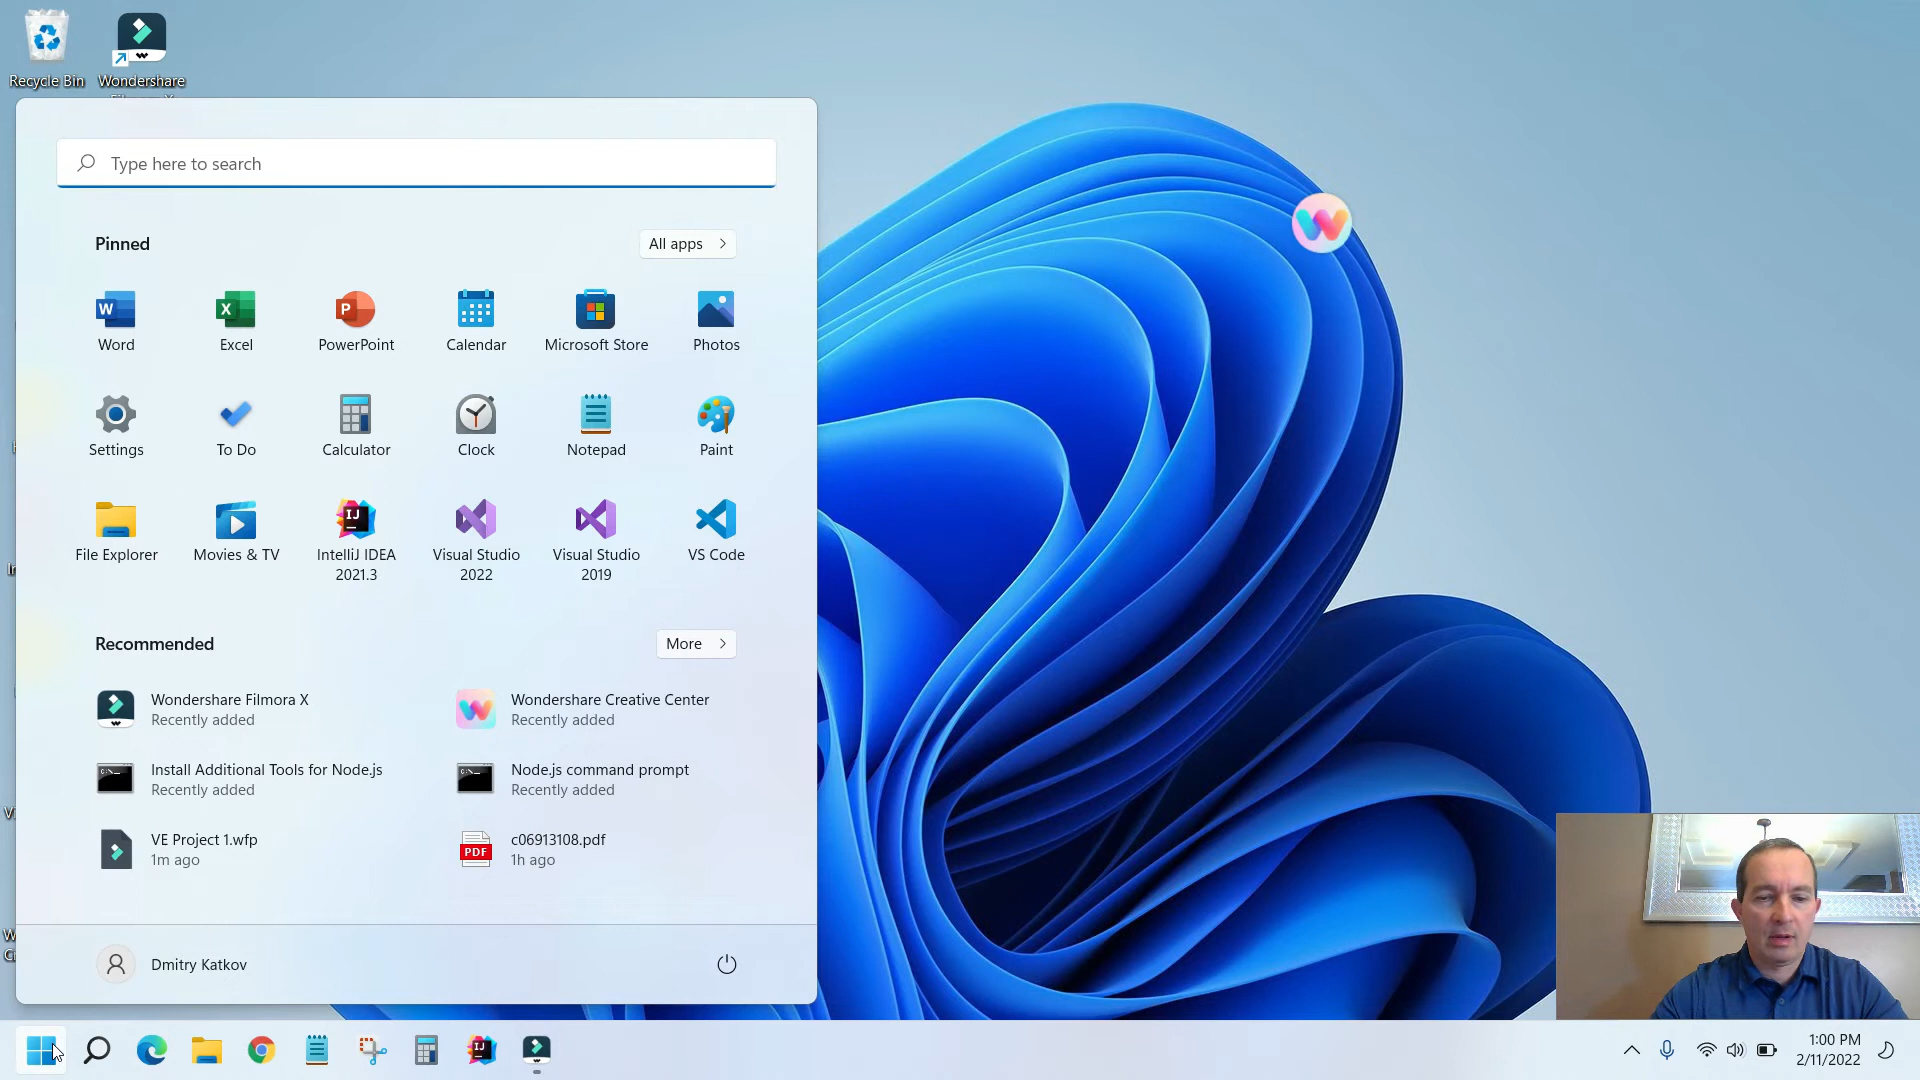 Recycle Bin
Wondershare
Type here to search
Pinned
All apps
Word
Excel
PowerPoint
Calendar
Microsoft Store
Photos
Settings
To Do
Calculator
Clock
Notepad
Paint
File Explorer
Movies & TV
IntelliJ IDEA
2021.3
Visual Studio
2022
Visual Studio
2019
VS Code
Recommended
More
Wondershare Filmora X
Recently added
Wondershare Creative Center
Recently added
Install Additional Tools for Node.js
Recently added
Node.js command prompt
Recently added
VE Project 1.wfp
1m ago
PDF
c06913108.pdf
1h ago
Dmitry Katkov
1:00 PM
2/11/2022